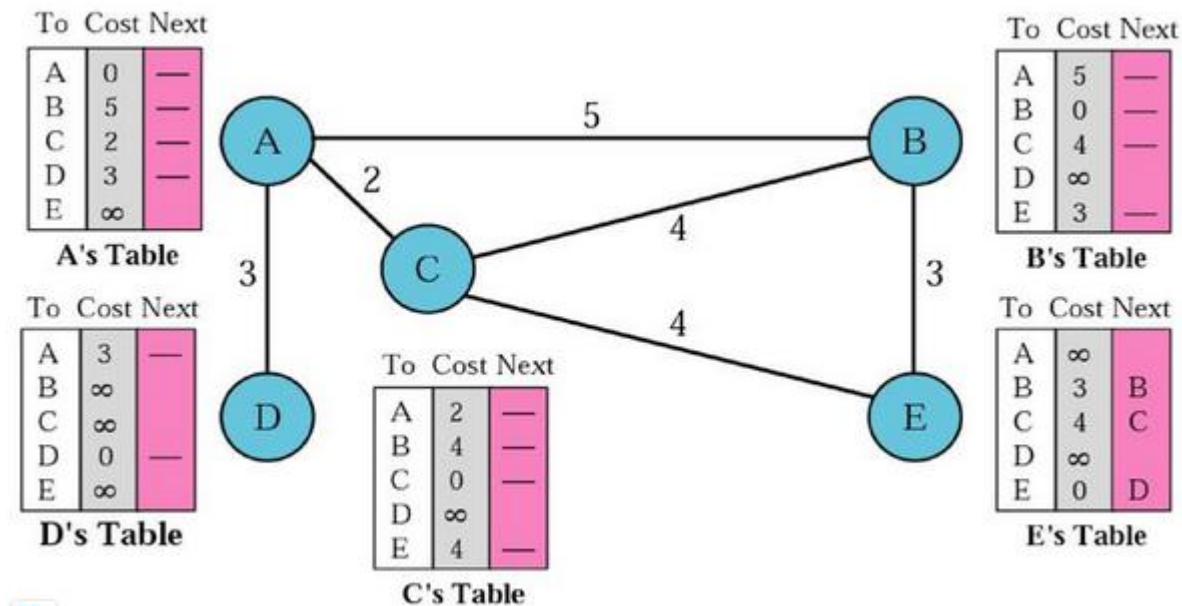 To Cost Next
A 0 —
B 5 —
C 2 —
D 3 —
E ∞
A's Table
To Cost Next
A 5 —
B 0 —
C 4 —
D ∞
E 3 —
B's Table
A
5
B
2
C
4
3
3
4
D
E
To Cost Next
A 3 —
B ∞
C ∞
D 0 —
E ∞
D's Table
To Cost Next
A 2 —
B 4 —
C 0 —
D ∞
E 4 —
C's Table
To Cost Next
A ∞
B 3 B
C 4 C
D ∞
E 0 D
E's Table